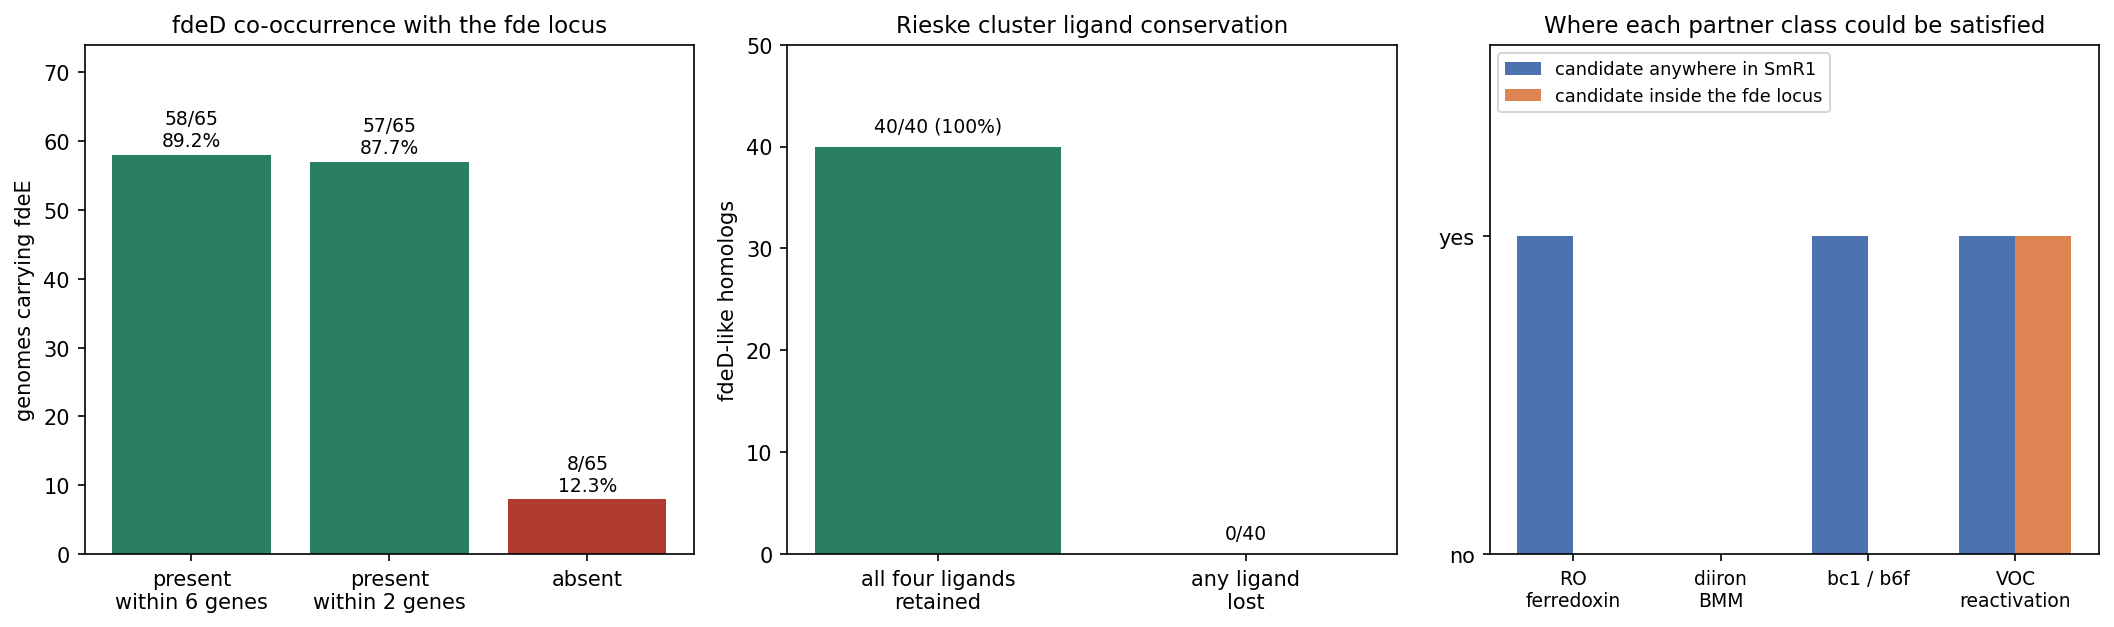 fdeD co-occurrence with the fde locus
genomes carrying fdeE
70
60
50
40
30
20
10
0
58/65
89.2%
57/65
87.7%
8/65
12.3%
present
within 6 genes
present
within 2 genes
absent
Rieske cluster ligand conservation
fdeD-like homologs
50
40
30
20
10
0
40/40 (100%)
0/40
all four ligands
retained
any ligand
lost
Where each partner class could be satisfied
candidate anywhere in SmR1
candidate inside the fde locus
yes
no
RO
ferredoxin
diiron
BMM
bc1 / b6f
VOC
reactivation